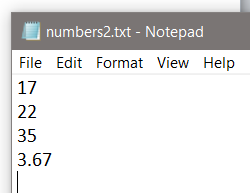 numbers2.txt - Notepad
File Edit Format View Help
17
22
35
3.67